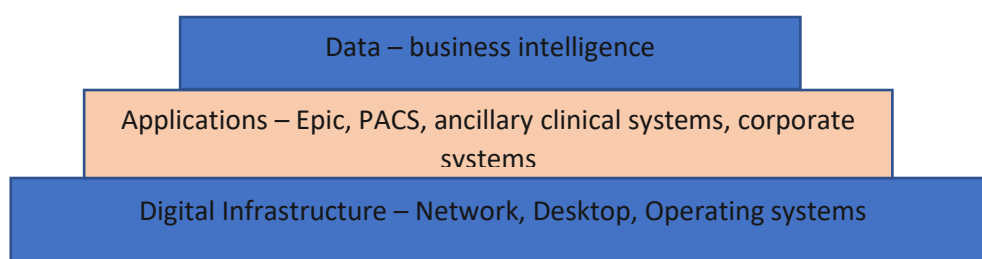 Data – business intelligence
Applications – Epic, PACS, ancillary clinical systems, corporate
systems
Digital Infrastructure – Network, Desktop, Operating systems